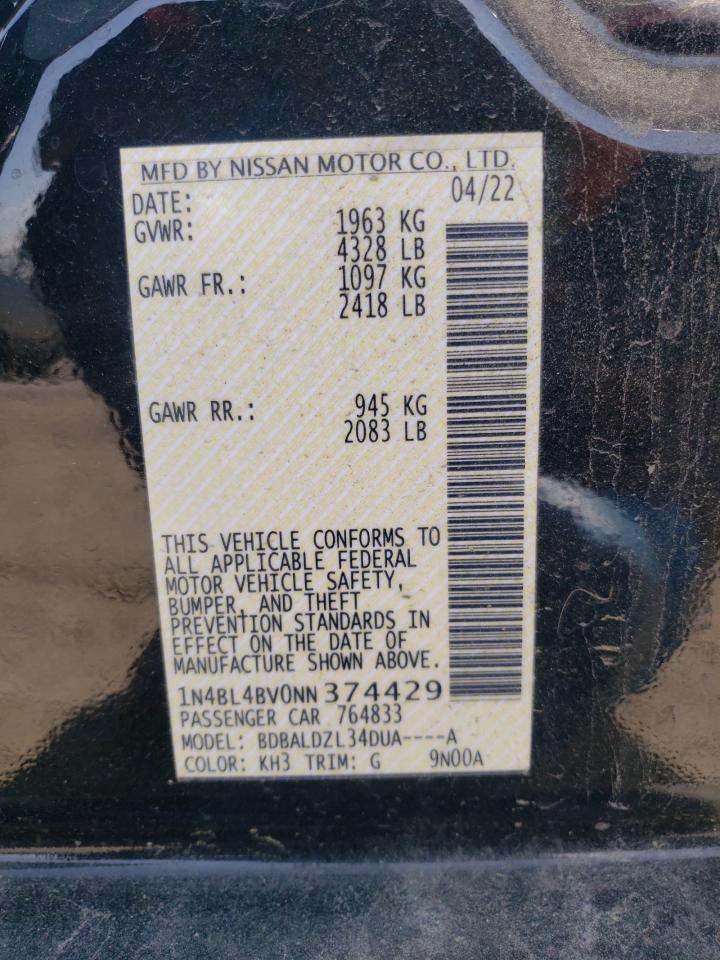 MFD BY NISSAN MOTOR CO., LTD.
DATE: 04/22
GVWR: 1963 KG
4328 LB
GAWR FR.: 1097 KG
2418 LB
GAWR RR.: 945 KG
2083 LB
THIS VEHICLE CONFORMS TO
ALL APPLICABLE FEDERAL
MOTOR VEHICLE SAFETY,
BUMPER, AND THEFT
PREVENTION STANDARDS IN
EFFECT ON THE DATE OF
MANUFACTURE SHOWN ABOVE.
1N4BL4BV0NN374429
PASSENGER CAR 764833
MODEL: BDBALDZL34DUA----A
COLOR: KH3 TRIM: G 9N00A